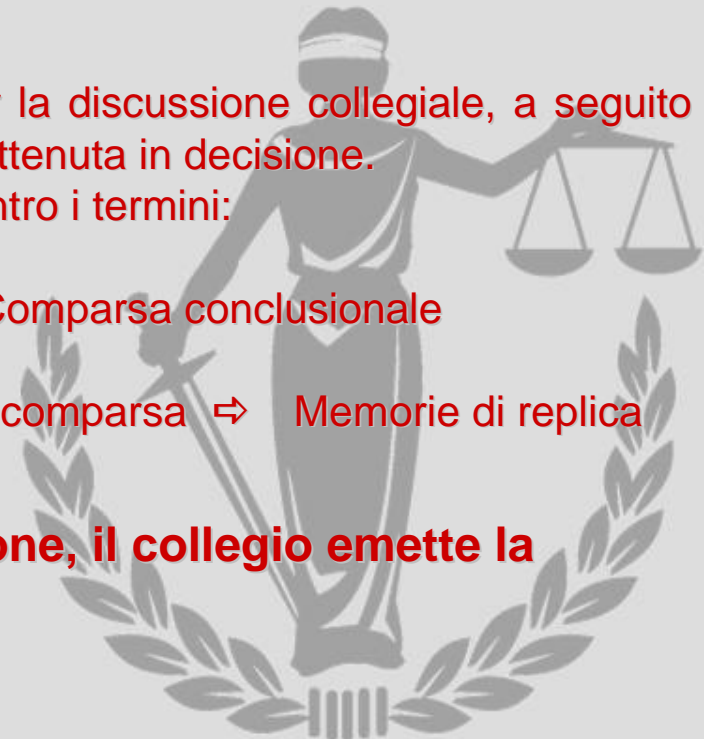 la discussione collegiale, a seguito
ttenuta in decisione.
ntro i termini:
Comparsa conclusionale
comparsa ⇨ Memorie di replica
one, il collegio emette la